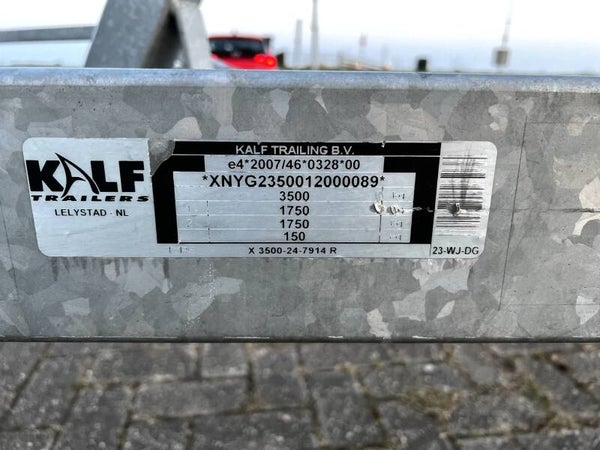 KALF
TRAILERS
LELYSTAD - NL
KALF TRAILING B.V.
e4*2007/46*0328*00
*XNYG2350012000089*
3500
1750
1750
150
X 3500-24-7914 R
23-WJ-DG